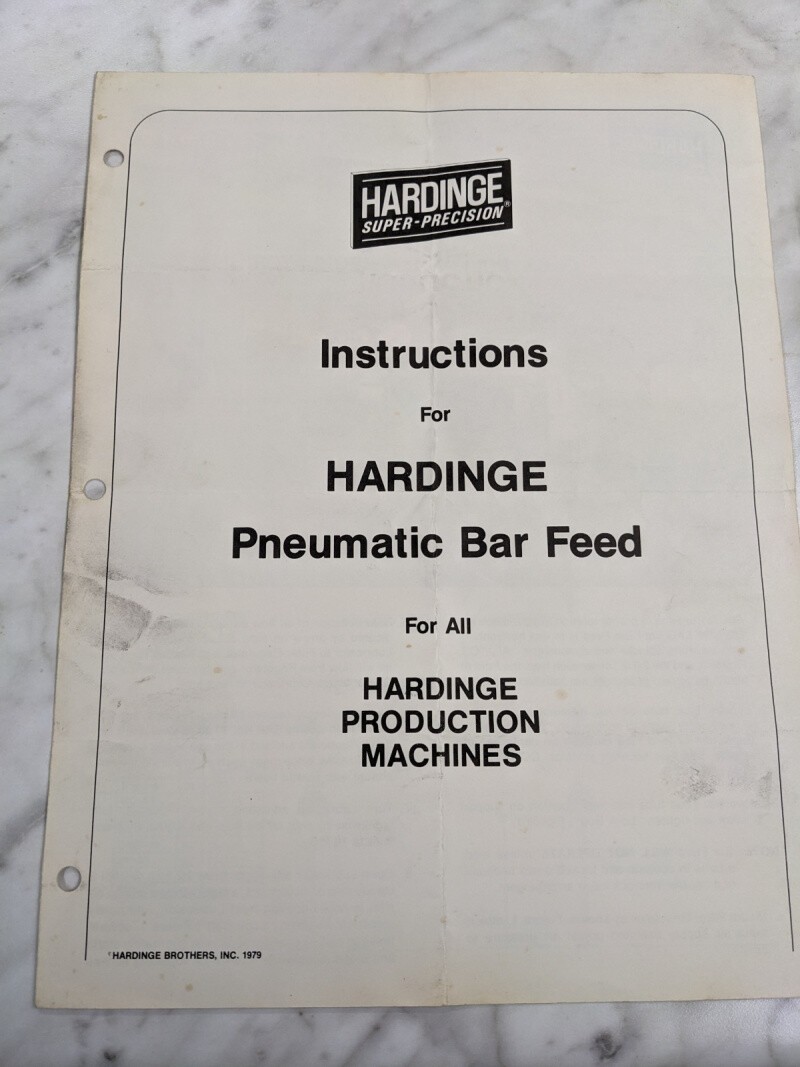 HARDINGE
SUPER-PRECISION®
Instructions
For
HARDINGE
Pneumatic Bar Feed
For All
HARDINGE
PRODUCTION
MACHINES
©HARDINGE BROTHERS, INC. 1979